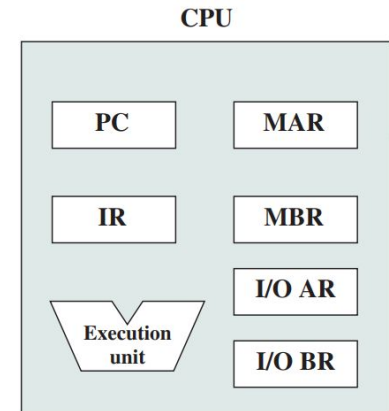 CPU
PC
MAR
IR
MBR
I/O AR
Execution
unit
I/O BR